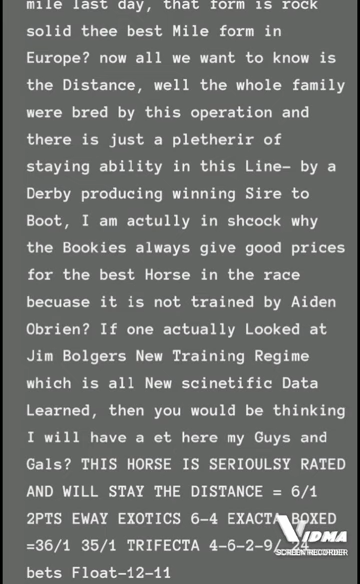 mile last day, that form is rock
solid thee best Mile form in
Europe? now all we want to know is
the Distance, well the whole family
were bred by this operation and
there is just a pletherir of
staying ability in this Line- by a
Derby producing winning Sire to
Boot, I am actully in shcock why
the Bookies always give good prices
for the best Horse in the race
becuase it is not trained by Aiden
Obrien? If one actually Looked at
Jim Bolgers New Training Regime
which is all New scinetific Data
Learned, then you would be thinking
I will have a et here my Guys and
Gals? THIS HORSE IS SERIOULSY RATED
AND WILL STAY THE DISTANCE = 6/1
2PTS EWAY EXOTICS 6-4 EXACTA BOXED
=36/1 35/1 TRIFECTA 4-6-2-9/ 24
bets Float-12-11
VIDMA
SCREEN RECORDER